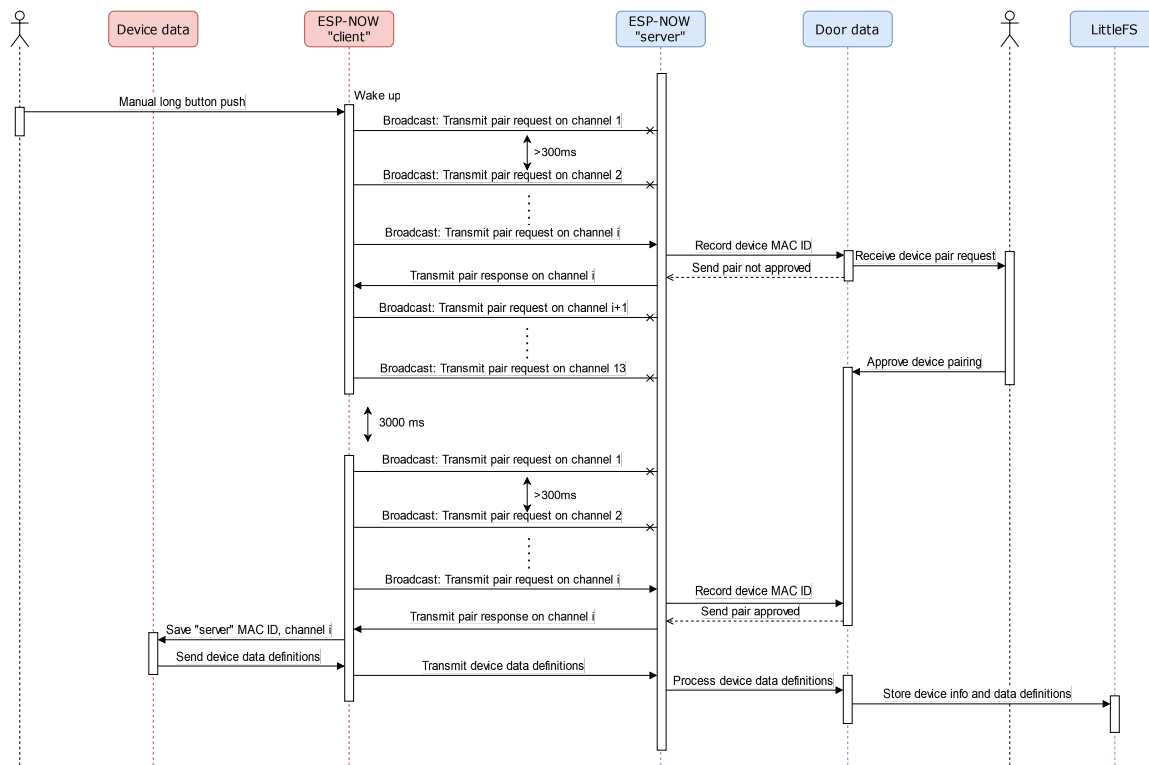 Device data
ESP-NOW
"client"
ESP-NOW
"server"
Door data
LittleFS
Manual long button push
Wake up
Broadcast: Transmit pair request on channel 1
>300ms
Broadcast: Transmit pair request on channel 2
Broadcast: Transmit pair request on channel i
Record device MAC ID
Receive device pair request
Send pair not approved
Transmit pair response on channel i
Broadcast: Transmit pair request on channel i+1
Broadcast: Transmit pair request on channel 13
Approve device pairing
3000 ms
Broadcast: Transmit pair request on channel 1
>300ms
Broadcast: Transmit pair request on channel 2
Broadcast: Transmit pair request on channel i
Record device MAC ID
Send pair approved
Transmit pair response on channel i
Save "server" MAC ID, channel i
Send device data definitions
Transmit device data definitions
Process device data definitions
Store device info and data definitions